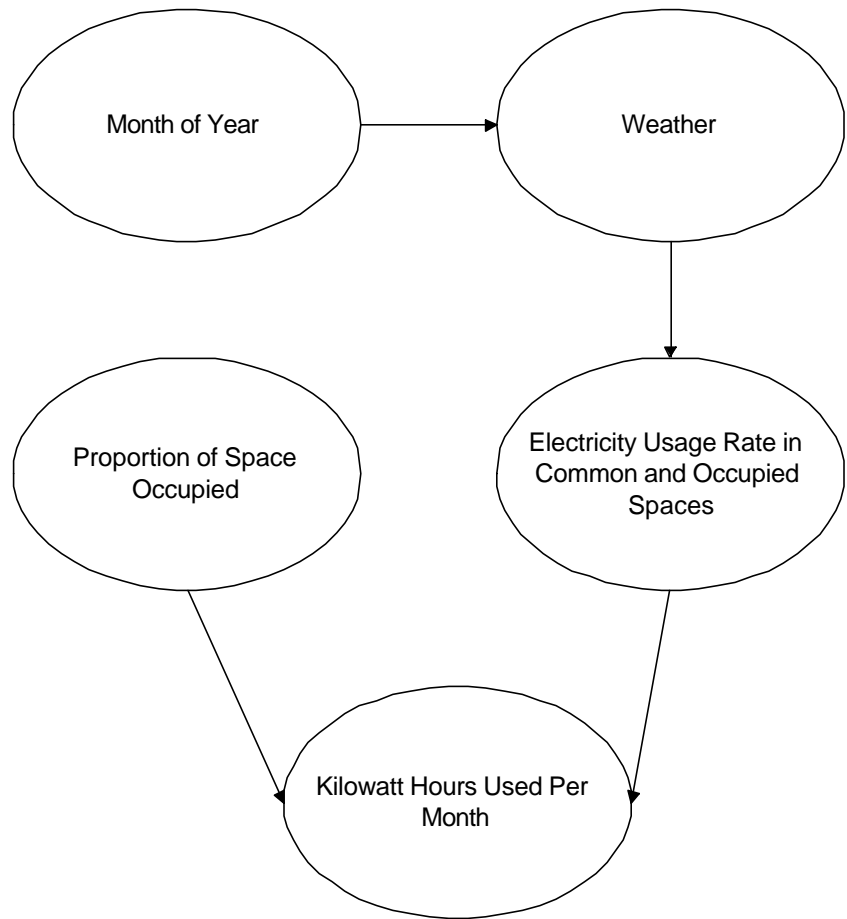 Month of Year
Weather
Proportion of Space
Occupied
Electricity Usage Rate in
Common and Occupied
Spaces
Kilowatt Hours Used Per
Month